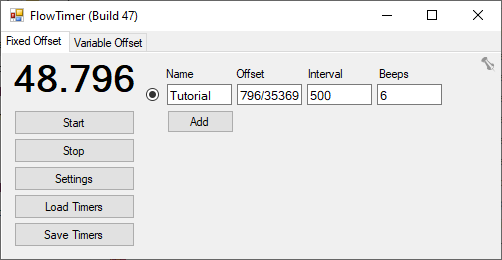 FlowTimer (Build 47)
Fixed Offset Variable Offset
48.796
Name Offset Interval Beeps
Tutorial 796/35369 500 6
Add
Start
Stop
Settings
Load Timers
Save Timers